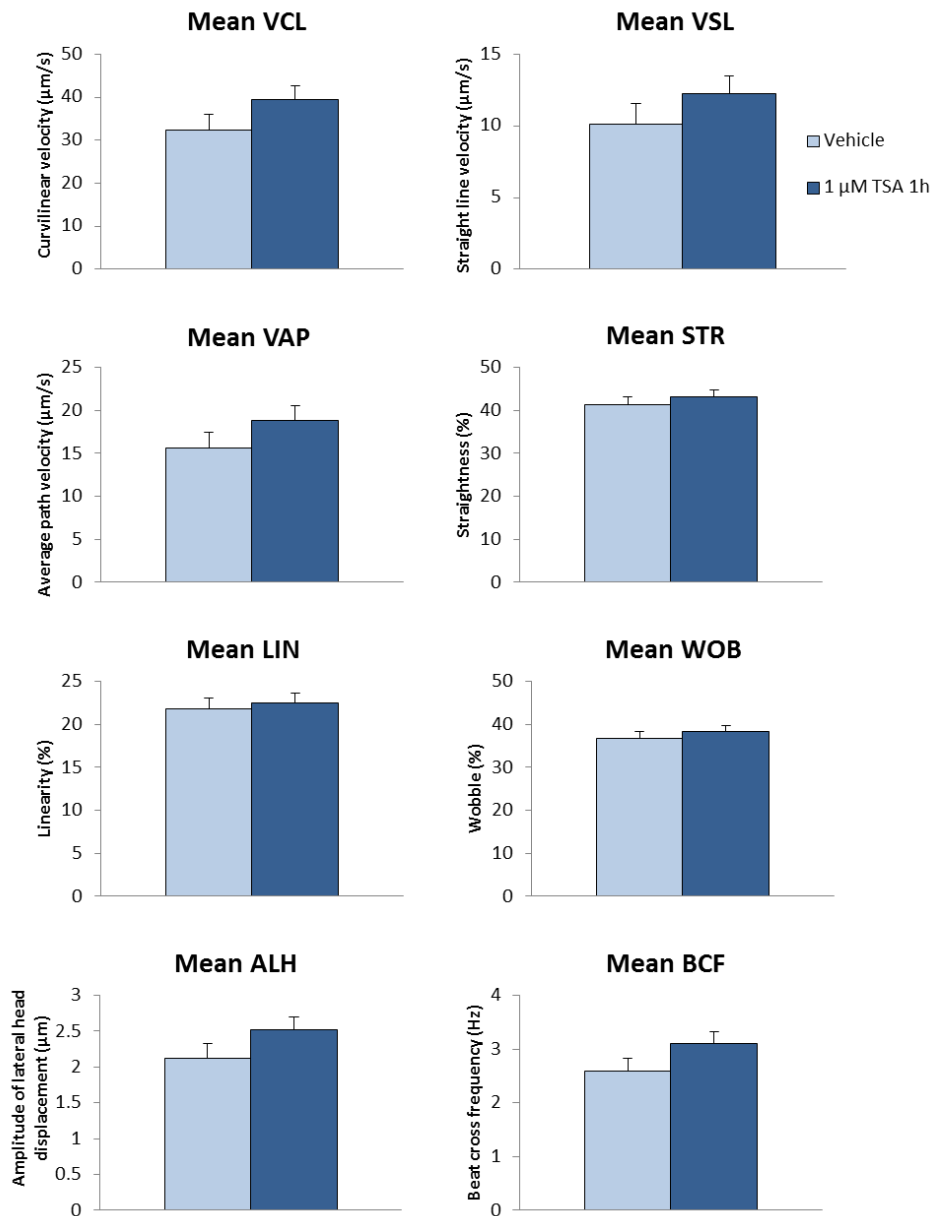 Mean VCL
Curvilinear velocity (µm/s)
50
40
30
20
10
0
Mean VSL
Straight line velocity (µm/s)
15
10
5
0
Vehicle
1 µM TSA 1h
Mean VAP
Average path velocity (µm/s)
25
20
15
10
5
0
Mean STR
Straightness (%)
50
40
30
20
10
0
Mean LIN
Linearity (%)
25
20
15
10
5
0
Mean WOB
Wobble (%)
50
40
30
20
10
0
Mean ALH
Amplitude of lateral head
displacement (µm)
3
2.5
2
1.5
1
0.5
0
Mean BCF
Beat cross frequency (Hz)
4
3
2
1
0